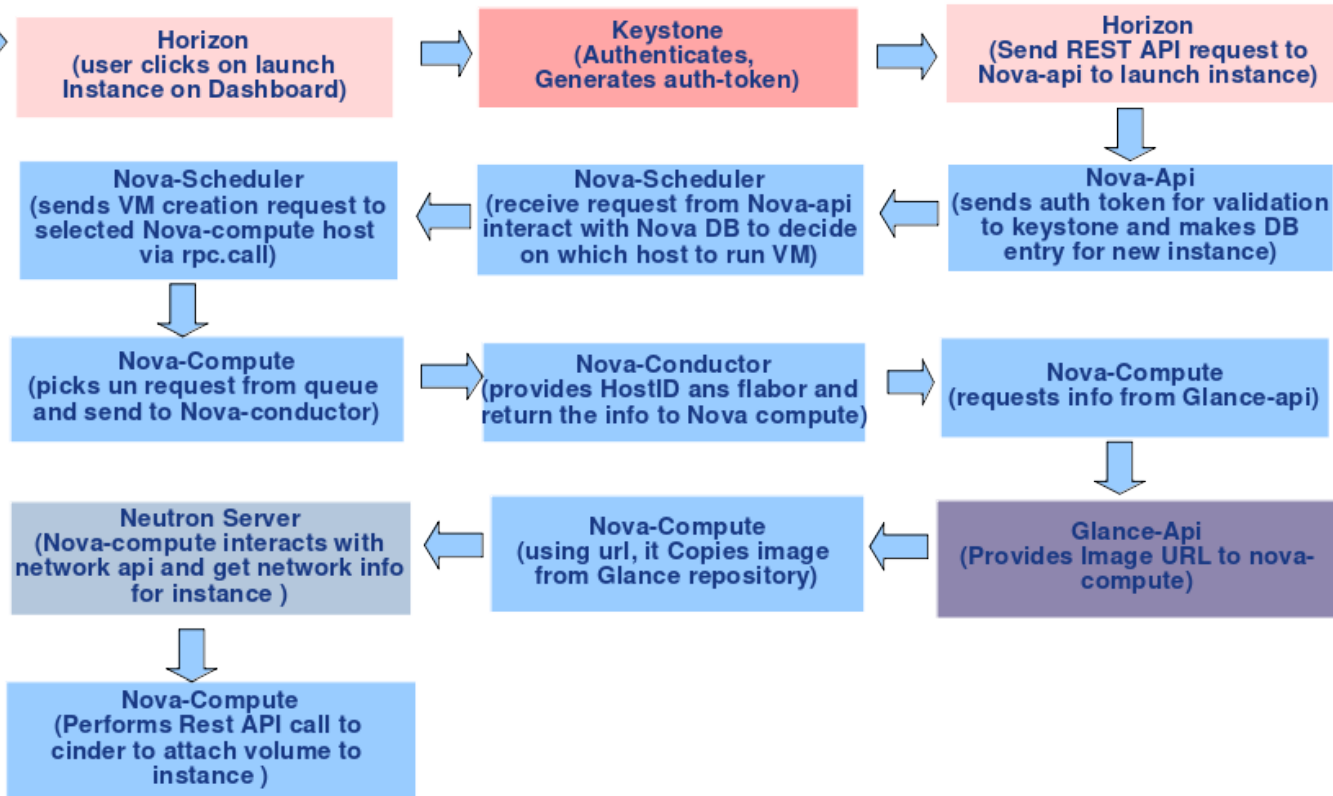 Horizon
(user clicks on launch
Instance on Dashboard)
Keystone
(Authenticates,
Generates auth-token)
Horizon
(Send REST API request to
Nova-api to launch instance)
Nova-Api
(sends auth token for validation
to keystone and makes DB
entry for new instance)
Nova-Scheduler
(receive request from Nova-api
interact with Nova DB to decide
on which host to run VM)
Nova-Scheduler
(sends VM creation request to
selected Nova-compute host
via rpc.call)
Nova-Compute
(picks un request from queue
and send to Nova-conductor)
Nova-Conductor
(provides HostID ans flabor and
return the info to Nova compute)
Nova-Compute
(requests info from Glance-api)
Glance-Api
(Provides Image URL to nova-
compute)
Nova-Compute
(using url, it Copies image
from Glance repository)
Neutron Server
(Nova-compute interacts with
network api and get network info
for instance )
Nova-Compute
(Performs Rest API call to
cinder to attach volume to
instance )